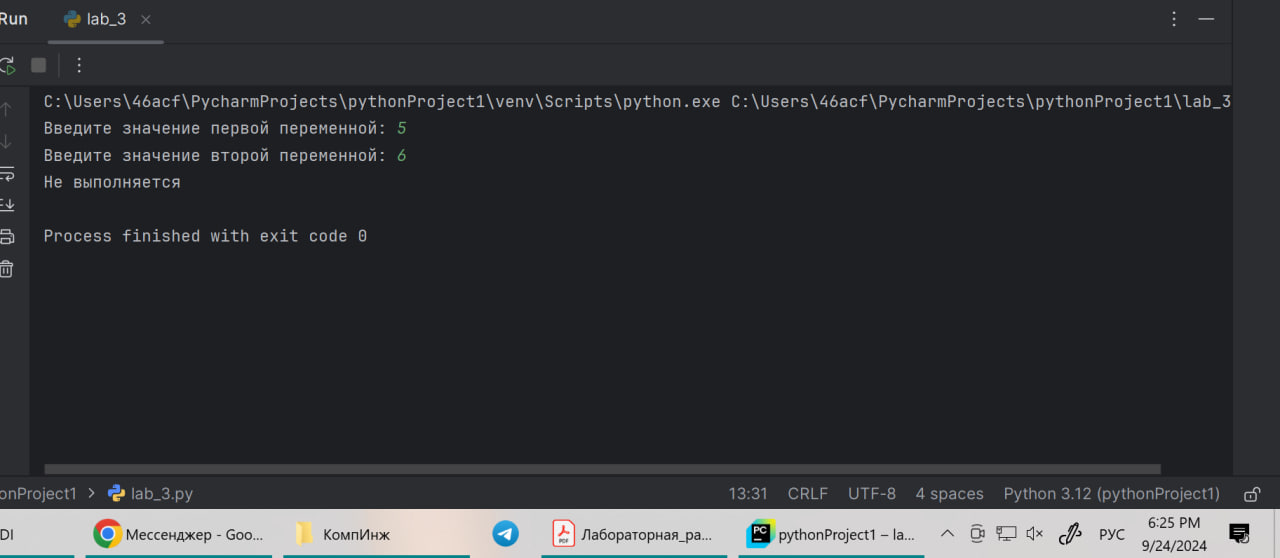 Run lab_3
C:\Users\46acf\PycharmProjects\pythonProject1\venv\Scripts\python.exe C:\Users\46acf\PycharmProjects\pythonProject1\lab_3
Введите значение первой переменной: 5
Введите значение второй переменной: 6
Не выполняется
Process finished with exit code 0
onProject1 > lab_3.py 13:31 CRLF UTF-8 4 spaces Python 3.12 (pythonProject1)
DI Мессенджер - Goo... КомпИнж PDF Лабораторная_ра... PC pythonProject1 – la... РУС 6:25 PM
9/24/2024